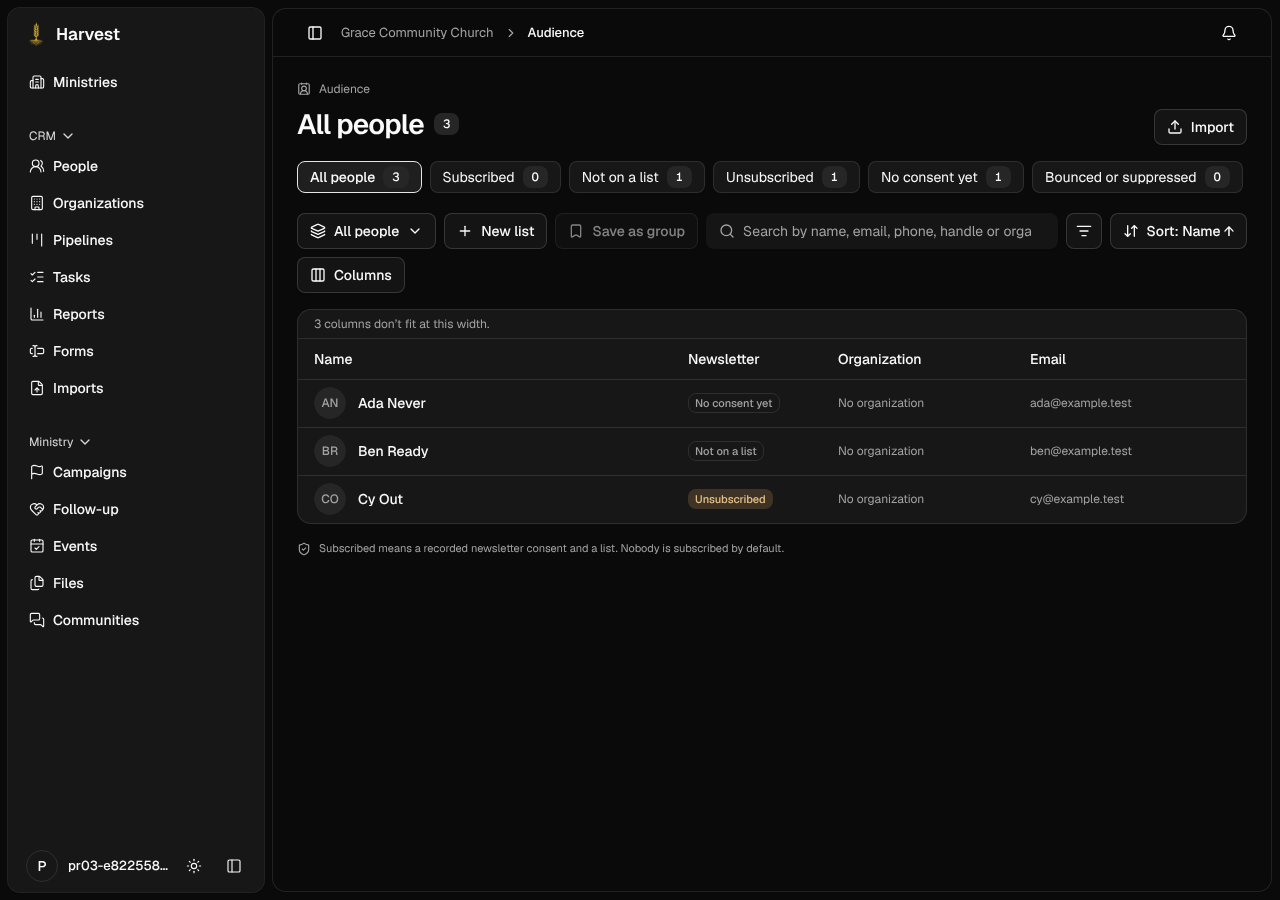 Harvest
Ministries
CRM
People
Organizations
Pipelines
Tasks
Reports
Forms
Imports
Ministry
Campaigns
Follow-up
Events
Files
Communities
P pr03-e822558...
Grace Community Church > Audience
Audience
All people 3
Import
All people 3 Subscribed 0 Not on a list 1 Unsubscribed 1 No consent yet 1 Bounced or suppressed 0
All people New list Save as group Search by name, email, phone, handle or orga Sort: Name ↑
Columns
3 columns don't fit at this width.
Name Newsletter Organization Email
AN Ada Never No consent yet No organization ada@example.test
BR Ben Ready Not on a list No organization ben@example.test
CO Cy Out Unsubscribed No organization cy@example.test
Subscribed means a recorded newsletter consent and a list. Nobody is subscribed by default.